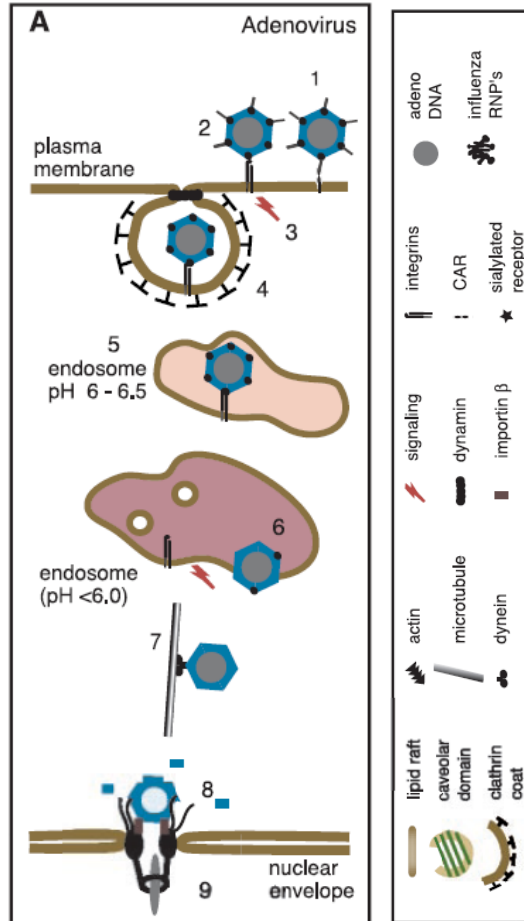 A
Adenovirus
1
2
plasma
membrane
3
4
5
endosome
pH 6 - 6.5
6
endosome
(pH <6.0)
7
8
9
nuclear
envelope
adeno
DNA
influenza
RNP's
integrins
CAR
sialylated
receptor
signaling
dynamin
importin β
actin
microtubule
dynein
lipid raft
caveolar
domain
clathrin
coat